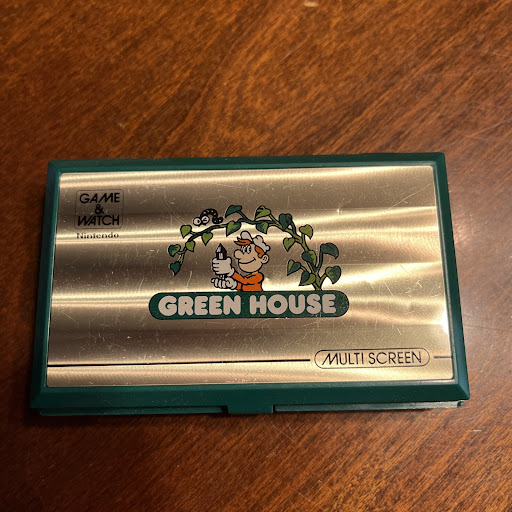 GAME
&
WATCH
Nintendo
GREEN HOUSE
MULTI SCREEN